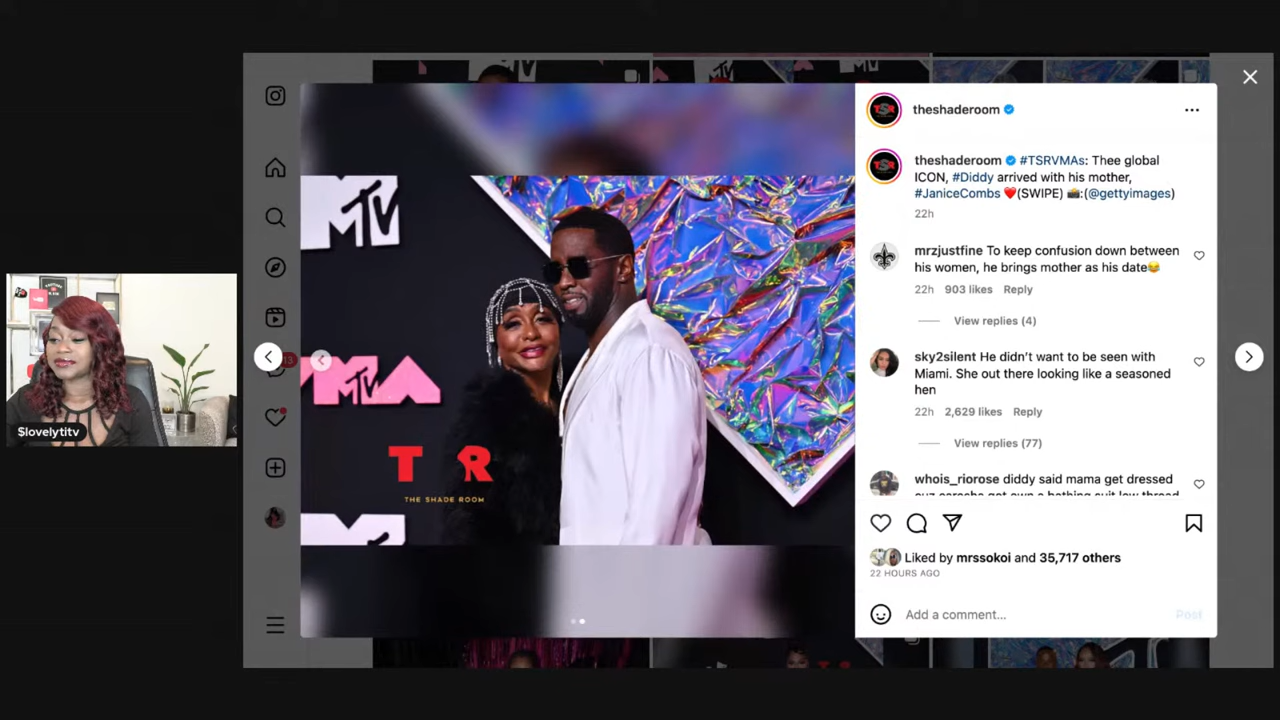 theshaderoom
theshaderoom #TSRVMAs: Thee global
ICON, #Diddy arrived with his mother,
#JaniceCombs ❤️(SWIPE) 📸:(@gettyimages)
22h
mrzjustfine To keep confusion down between
his women, he brings mother as his date😂
22h 903 likes Reply
View replies (4)
sky2silent He didn't want to be seen with
Miami. She out there looking like a seasoned
hen
22h 2,629 likes Reply
View replies (77)
whois_riorose diddy said mama get dressed
Liked by mrssokoi and 35,717 others
22 HOURS AGO
Add a comment...
Post
MTV
VMA
T R
THE SHADE ROOM
$lovelytitv
13